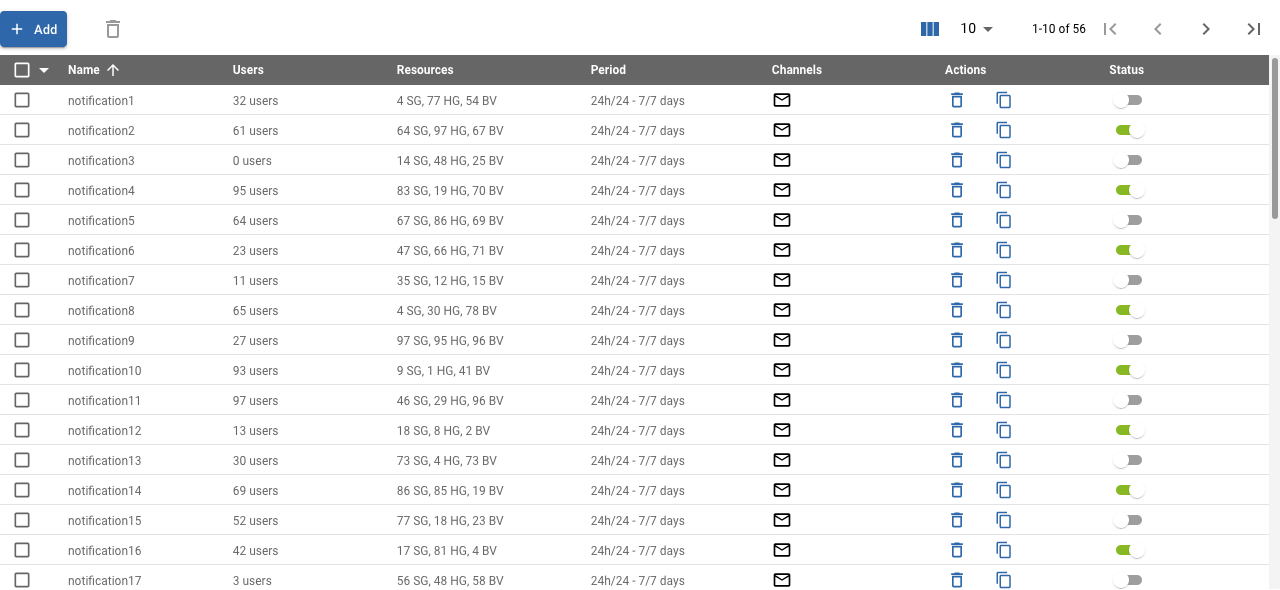 Add
10
1-10 of 56
Name Users Resources Period Channels Actions Status
notification1 32 users 4 SG, 77 HG, 54 BV 24h/24 - 7/7 days
notification2 61 users 64 SG, 97 HG, 67 BV 24h/24 - 7/7 days
notification3 0 users 14 SG, 48 HG, 25 BV 24h/24 - 7/7 days
notification4 95 users 83 SG, 19 HG, 70 BV 24h/24 - 7/7 days
notification5 64 users 67 SG, 86 HG, 69 BV 24h/24 - 7/7 days
notification6 23 users 47 SG, 66 HG, 71 BV 24h/24 - 7/7 days
notification7 11 users 35 SG, 12 HG, 15 BV 24h/24 - 7/7 days
notification8 65 users 4 SG, 30 HG, 78 BV 24h/24 - 7/7 days
notification9 27 users 97 SG, 95 HG, 96 BV 24h/24 - 7/7 days
notification10 93 users 9 SG, 1 HG, 41 BV 24h/24 - 7/7 days
notification11 97 users 46 SG, 29 HG, 96 BV 24h/24 - 7/7 days
notification12 13 users 18 SG, 8 HG, 2 BV 24h/24 - 7/7 days
notification13 30 users 73 SG, 4 HG, 73 BV 24h/24 - 7/7 days
notification14 69 users 86 SG, 85 HG, 19 BV 24h/24 - 7/7 days
notification15 52 users 77 SG, 18 HG, 23 BV 24h/24 - 7/7 days
notification16 42 users 17 SG, 81 HG, 4 BV 24h/24 - 7/7 days
notification17 3 users 56 SG, 48 HG, 58 BV 24h/24 - 7/7 days